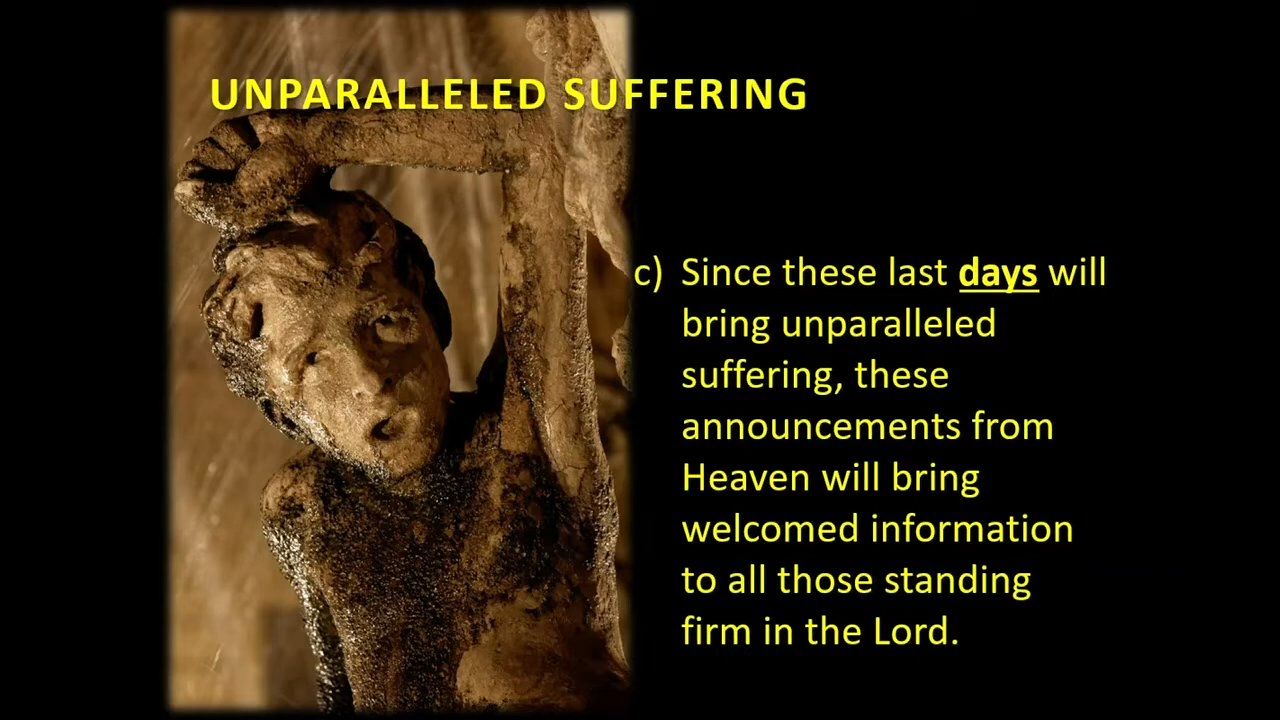 UNPARALLELED SUFFERING
c) Since these last days will
bring unparalleled
suffering, these
announcements from
Heaven will bring
welcomed information
to all those standing
firm in the Lord.